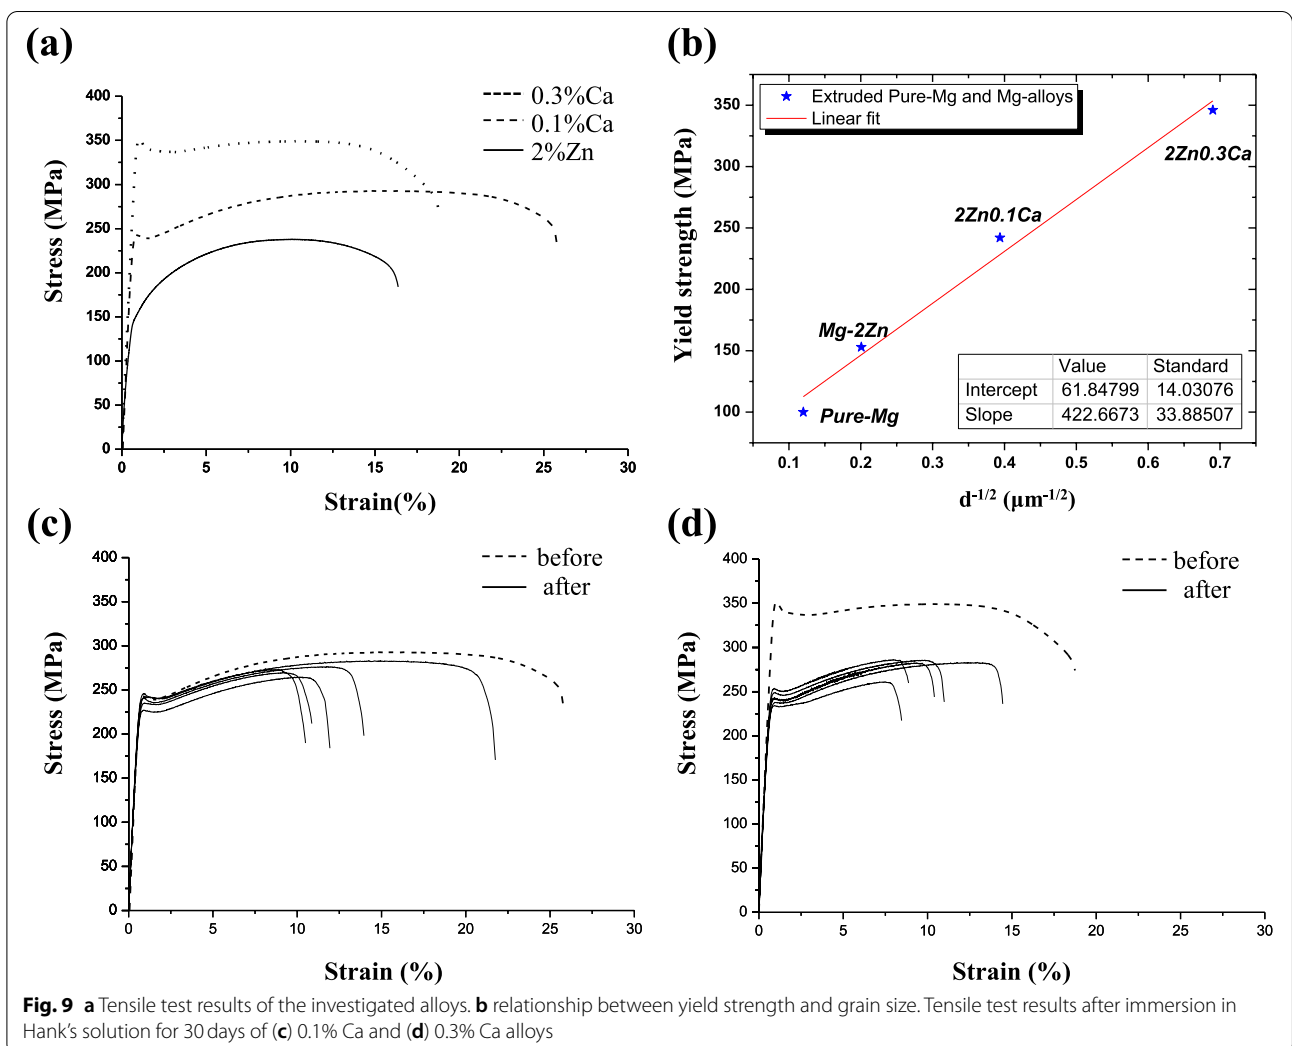 (a)
400
350
300
250
200
150
100
50
0
0 5 10 15 20 25 30
Stress (MPa)
Strain(%)
0.3%Ca
0.1%Ca
2%Zn
(b)
350
300
250
200
150
100
0.1 0.2 0.3 0.4 0.5 0.6 0.7
Yield strength (MPa)
d-1/2 (µm-1/2)
Extruded Pure-Mg and Mg-alloys
Linear fit
2Zn0.3Ca
2Zn0.1Ca
Mg-2Zn
Pure-Mg
Value Standard
Intercept 61.84799 14.03076
Slope 422.6673 33.88507
(c)
400
350
300
250
200
150
100
50
0
0 5 10 15 20 25 30
Stress (MPa)
Strain (%)
before
after
(d)
400
350
300
250
200
150
100
50
0
0 5 10 15 20 25 30
Stress (MPa)
Strain (%)
before
after
Fig. 9 a Tensile test results of the investigated alloys. b relationship between yield strength and grain size. Tensile test results after immersion in
Hank's solution for 30 days of (c) 0.1% Ca and (d) 0.3% Ca alloys